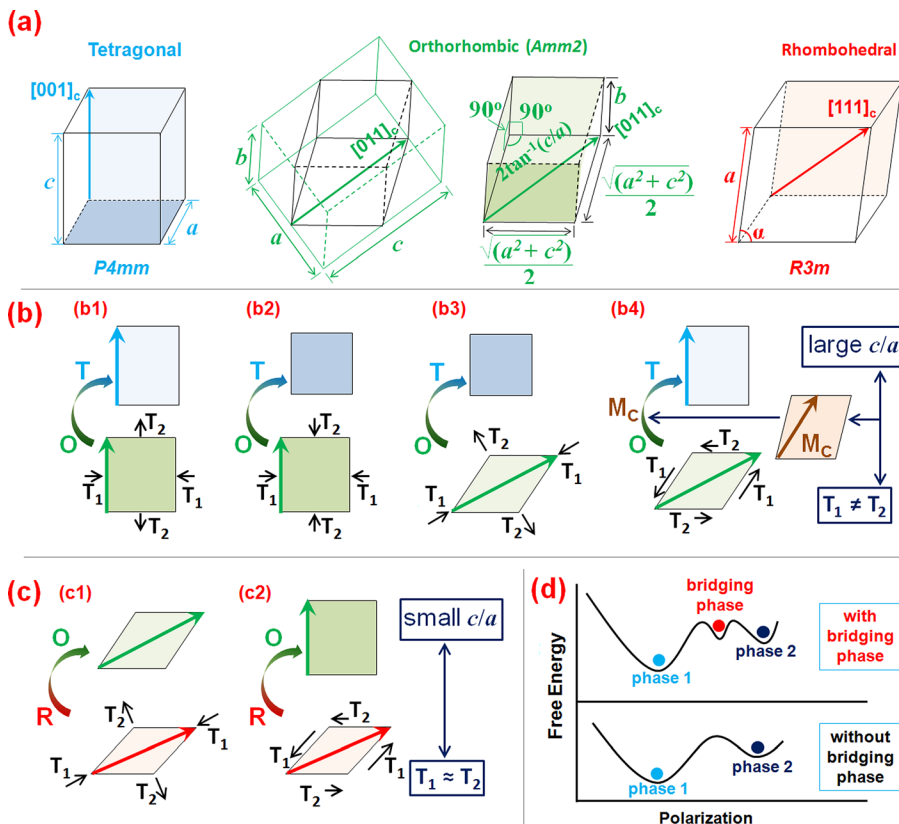 (a)
Tetragonal
[001]c
c
a
P4mm
Orthorhombic (Amm2)
[011]c
b
a
c
90° 90°
2tan⁻¹(c/a)
[011]c
b
√(a² + c²)
2
√(a² + c²)
2
Rhombohedral
[111]c
a
α
R3m
(b)
(b1)
T
O
T₂
T₁ T₁
T₂
(b2)
T
O
T₂
T₁ T₁
T₂
(b3)
T
O
T₂
T₁
T₁
T₂
(b4)
T
Mc
O
T₂
T₁
T₁
T₂
Mc
large c/a
T₁ ≠ T₂
(c)
(c1)
O
R
T₂
T₁
T₁
T₂
(c2)
O
R
T₂
T₁
T₁
T₂
small c/a
T₁ ≈ T₂
(d)
Free Energy
bridging
phase
phase 1
phase 2
with
bridging
phase
phase 1
phase 2
without
bridging
phase
Polarization